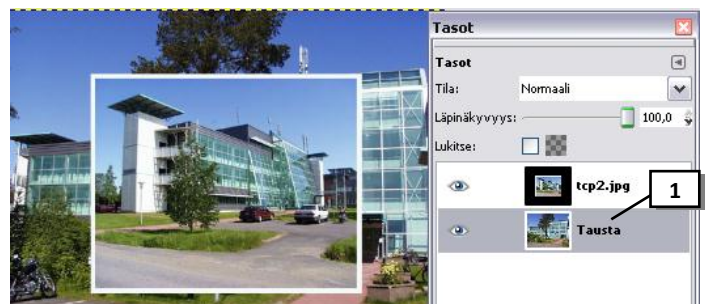 Tasot
Tasot
Tila: Normaali
Läpinäkyvyys: 100,0
Lukitse:
tcp2.jpg
1
Tausta